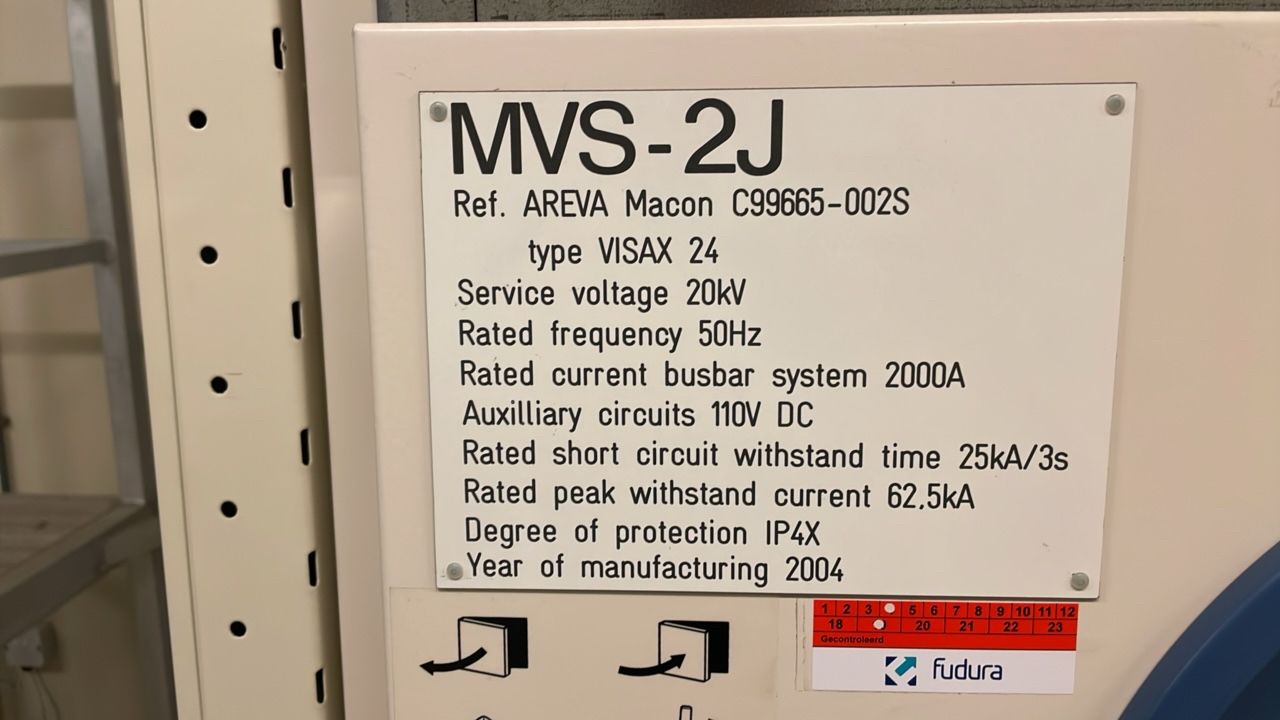 MVS-2J
Ref. AREVA Macon C99665-002S
type VISAX 24
Service voltage 20kV
Rated frequency 50Hz
Rated current busbar system 2000A
Auxilliary circuits 110V DC
Rated short circuit withstand time 25kA/3s
Rated peak withstand current 62,5kA
Degree of protection IP4X
Year of manufacturing 2004
1 2 3 5 6 7 8 9 10 11 12
18 20 21 22 23
Gecontroleerd
fudura